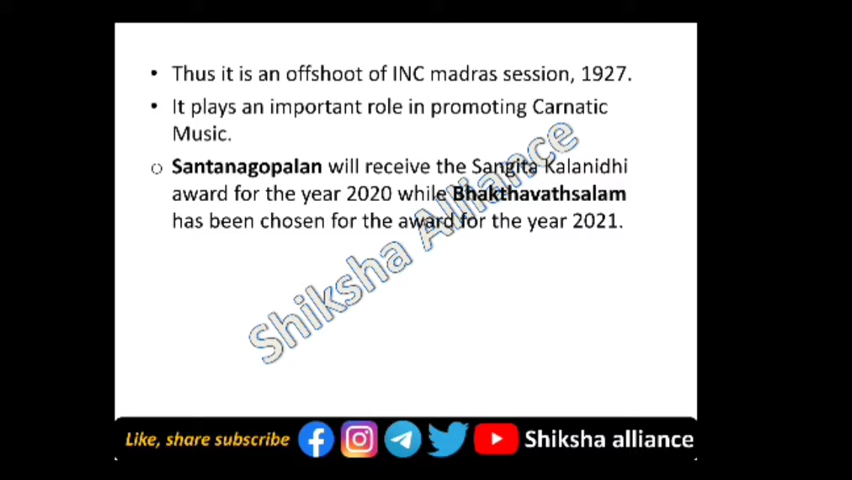 • Thus it is an offshoot of INC madras session, 1927.
• It plays an important role in promoting Carnatic
Music.
○ Santanagopalan will receive the Sangita Kalanidhi
award for the year 2020 while Bhakthavathsalam
has been chosen for the award for the year 2021.
Shiksha Alliance
Like, share subscribe Shiksha alliance